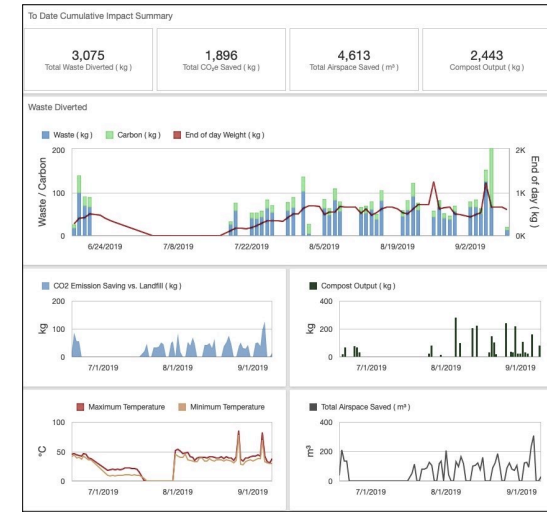 To Date Cumulative Impact Summary
3,075 1,896 4,613 2,443
Total Waste Diverted ( kg ) Total CO₂e Saved ( kg ) Total Airspace Saved ( m³ ) Compost Output ( kg )
Waste Diverted
Waste ( kg ) Carbon ( kg ) End of day Weight ( kg )
200 2K
100 1K
0 0K
Waste / Carbon
End of day ( kg )
6/24/2019 7/8/2019 7/22/2019 8/5/2019 8/19/2019 9/2/2019
CO2 Emission Saving vs. Landfill ( kg )
200
100
0
kg
7/1/2019 8/1/2019 9/1/2019
Compost Output ( kg )
400
200
0
kg
7/1/2019 8/1/2019 9/1/2019
Maximum Temperature Minimum Temperature
100
50
0
°C
7/1/2019 8/1/2019 9/1/2019
Total Airspace Saved ( m³ )
400
200
0
m³
7/1/2019 8/1/2019 9/1/2019